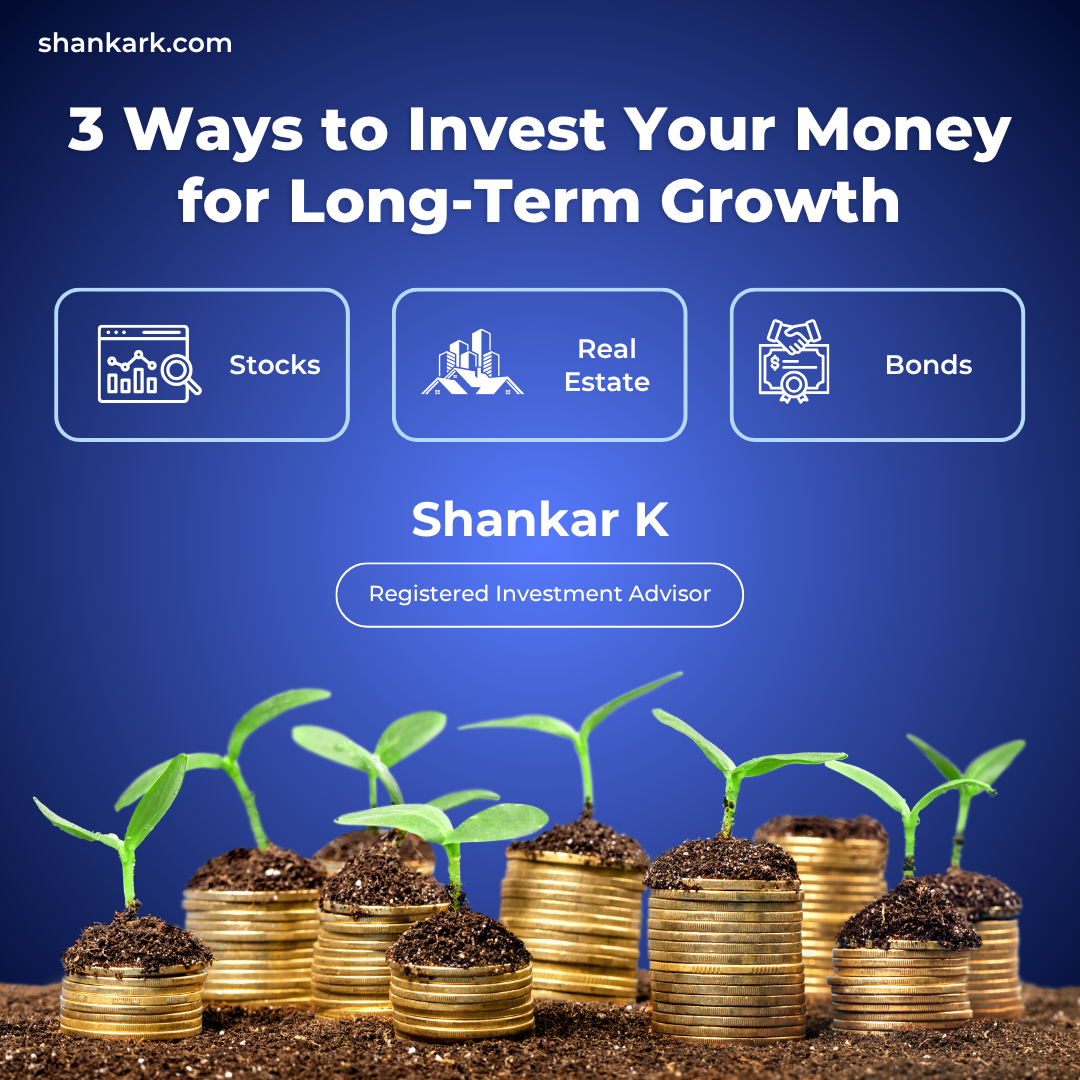 shankark.com
3 Ways to Invest Your Money
for Long-Term Growth
Stocks
Real
Estate
$
Bonds
Shankar K
Registered Investment Advisor